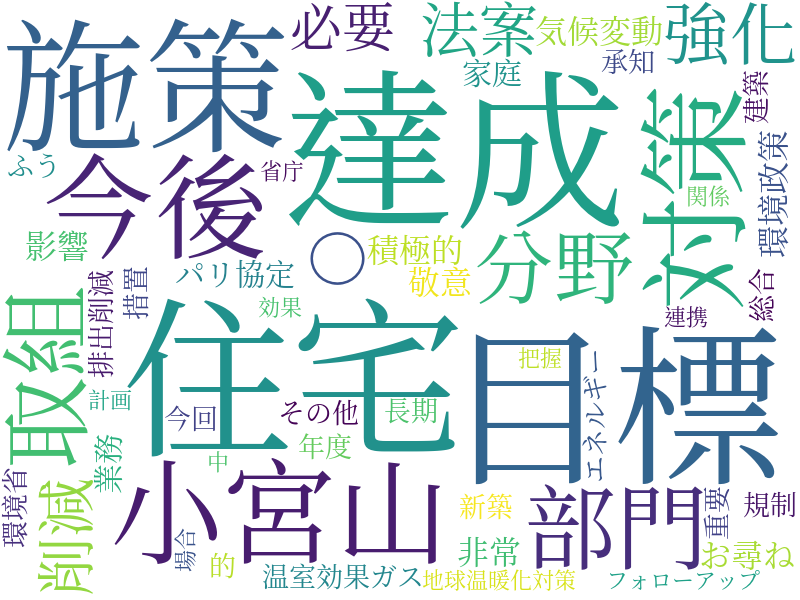 必要
法案
気候変動
強化
施策
家庭
承知
建築
達成
対策
ふう
今後
省庁
関係
環境政策
影響
〇
積極的
分野
パリ協定
敬意
措置
排出削減
総合
取組
効果
連携
住宅
目標
把握
計画
今回
その他
長期
エネルギー
業務
年度
中
小宮山
部門
環境省
削減
場合
的
新築
重要
規制
非常
お尋ね
温室効果ガス
地球温暖化対策
フォローアップ